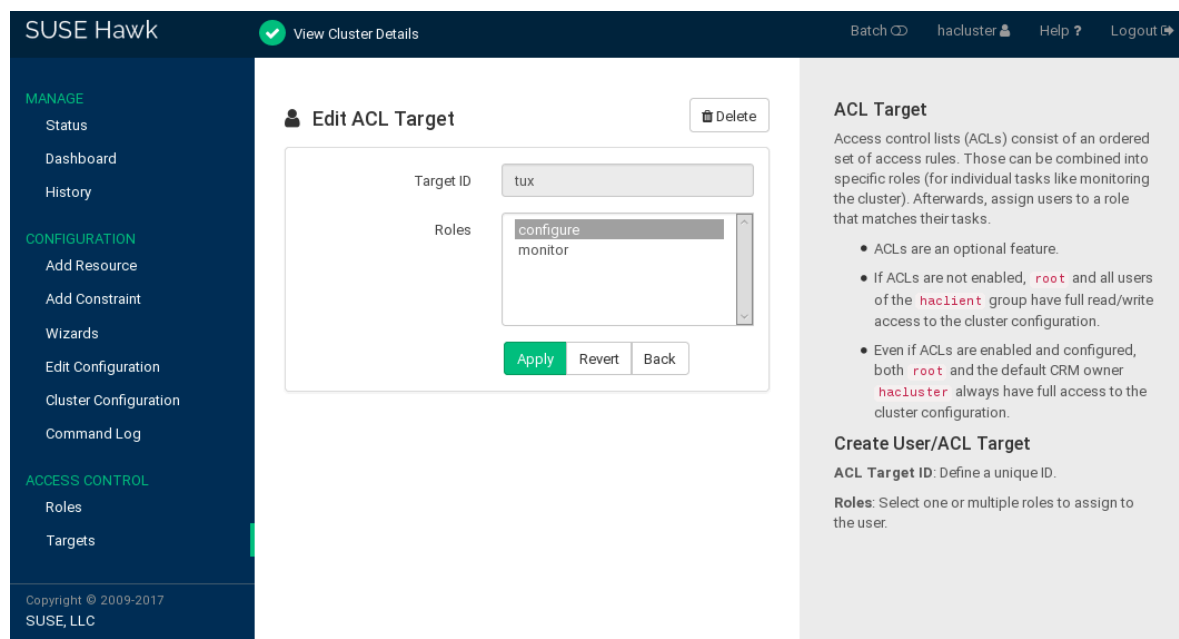 SUSE Hawk
View Cluster Details
Batch
hacluster
Help ?
Logout
MANAGE
Status
Dashboard
History
CONFIGURATION
Add Resource
Add Constraint
Wizards
Edit Configuration
Cluster Configuration
Command Log
ACCESS CONTROL
Roles
Targets
Copyright © 2009-2017
SUSE, LLC
Edit ACL Target
Delete
Target ID
tux
Roles
configure
monitor
Apply
Revert
Back
ACL Target
Access control lists (ACLs) consist of an ordered
set of access rules. Those can be combined into
specific roles (for individual tasks like monitoring
the cluster). Afterwards, assign users to a role
that matches their tasks.
● ACLs are an optional feature.
● If ACLs are not enabled, root and all users
of the haclient group have full read/write
access to the cluster configuration.
● Even if ACLs are enabled and configured,
both root and the default CRM owner
hacluster always have full access to the
cluster configuration.
Create User/ACL Target
ACL Target ID: Define a unique ID.
Roles: Select one or multiple roles to assign to
the user.